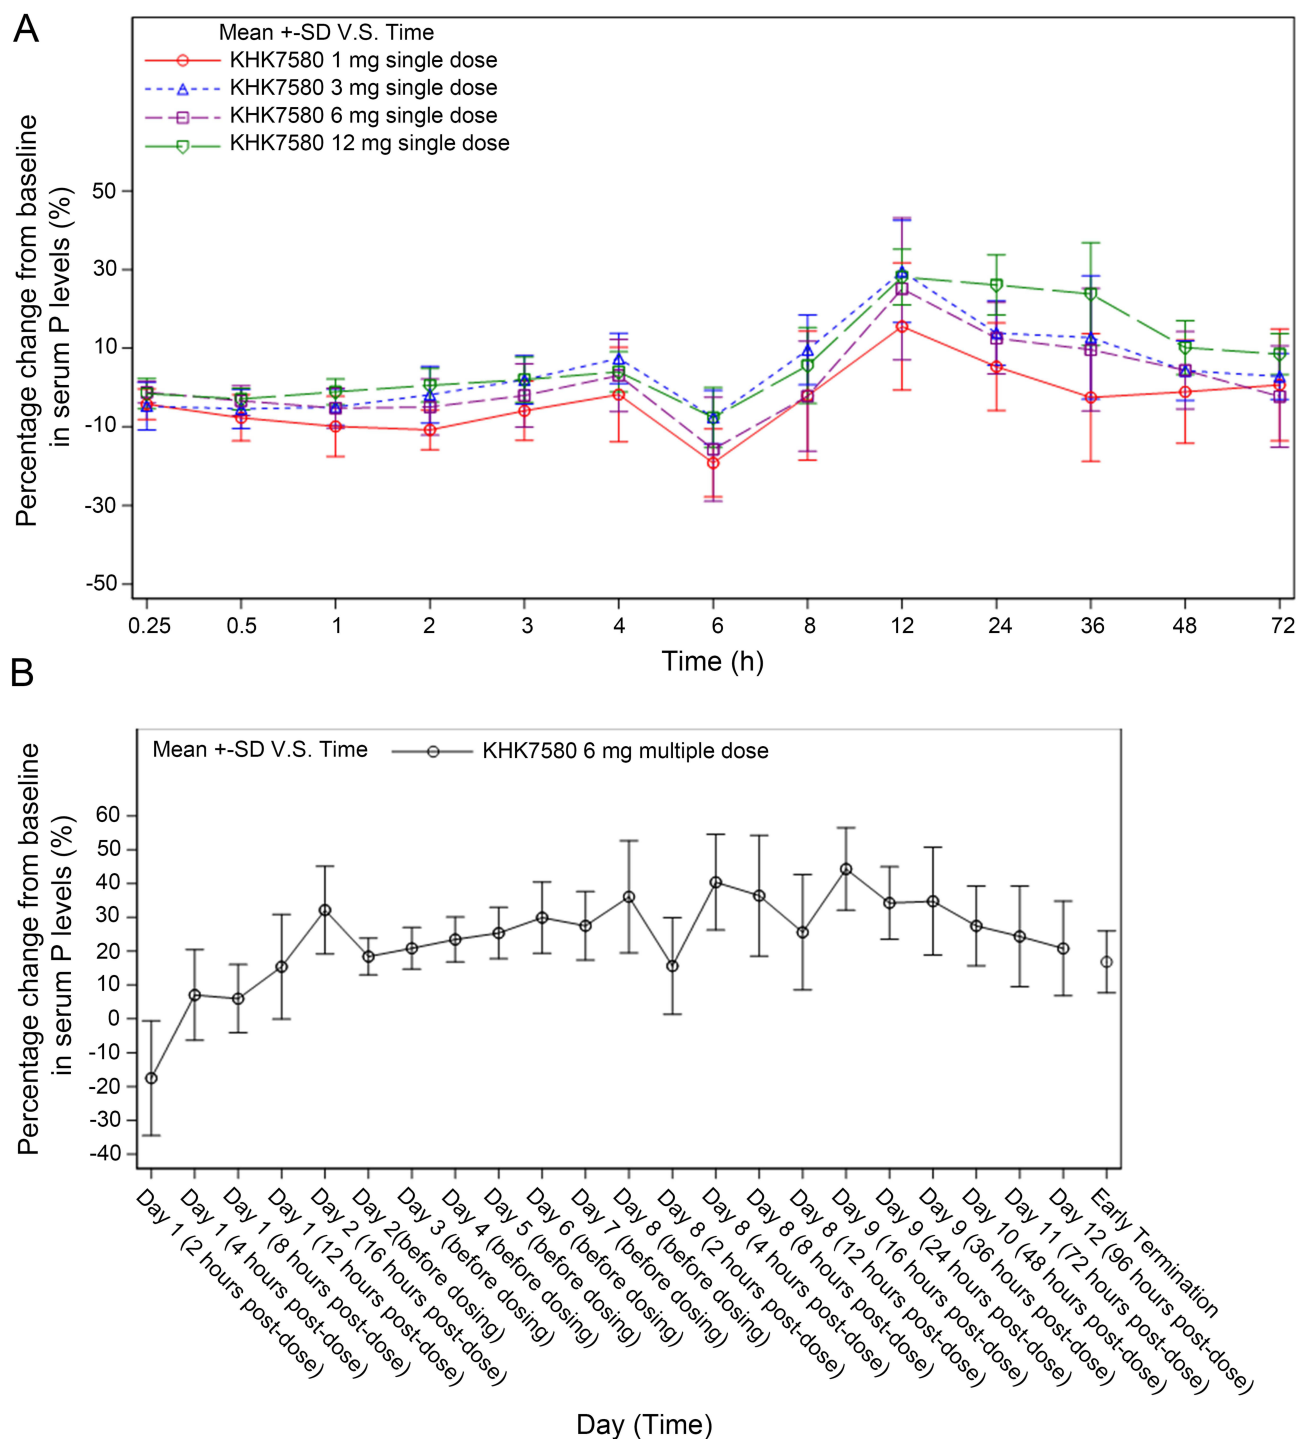 A
Mean +-SD V.S. Time
KHK7580 1 mg single dose
KHK7580 3 mg single dose
KHK7580 6 mg single dose
KHK7580 12 mg single dose
Percentage change from baseline
in serum P levels (%)
50
30
10
-10
-30
-50
0.25 0.5 1 2 3 4 6 8 12 24 36 48 72
Time (h)
B
Mean +-SD V.S. Time KHK7580 6 mg multiple dose
Percentage change from baseline
in serum P levels (%)
60
50
40
30
20
10
0
-10
-20
-30
-40
Day 1 (2 hours post-dose)
Day 1 (4 hours post-dose)
Day 1 (8 hours post-dose)
Day 1 (12 hours post-dose)
Day 2 (16 hours post-dose)
Day 2(before dosing)
Day 3 (before dosing)
Day 4 (before dosing)
Day 5 (before dosing)
Day 6 (before dosing)
Day 7 (before dosing)
Day 8 (before dosing)
Day 8 (2 hours post-dose)
Day 8 (4 hours post-dose)
Day 8 (8 hours post-dose)
Day 8 (12 hours post-dose)
Day 9 (16 hours post-dose)
Day 9 (24 hours post-dose)
Day 9 (36 hours post-dose)
Day 10 (48 hours post-dose)
Day 11 (72 hours post-dose)
Day 12 (96 hours post-dose)
Early Termination
Day (Time)